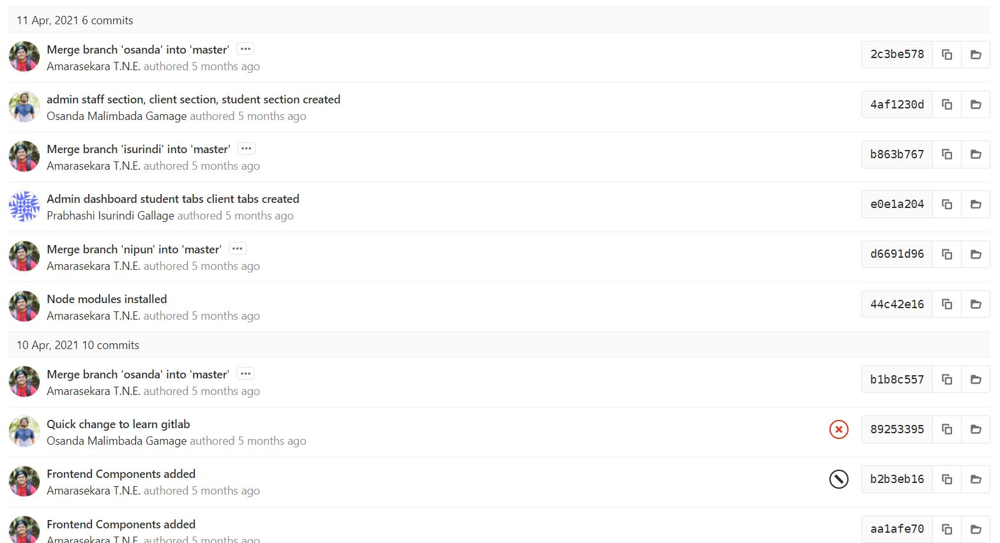 11 Apr, 2021 6 commits
Merge branch 'osanda' into 'master'
Amarasekara T.N.E. authored 5 months ago
2c3be578
admin staff section, client section, student section created
Osanda Malimbada Gamage authored 5 months ago
4af1230d
Merge branch 'isurindi' into 'master'
Amarasekara T.N.E. authored 5 months ago
b863b767
Admin dashboard student tabs client tabs created
Prabhashi Isurindi Gallage authored 5 months ago
e0e1a204
Merge branch 'nipun' into 'master'
Amarasekara T.N.E. authored 5 months ago
d6691d96
Node modules installed
Amarasekara T.N.E. authored 5 months ago
44c42e16
10 Apr, 2021 10 commits
Merge branch 'osanda' into 'master'
Amarasekara T.N.E. authored 5 months ago
b1b8c557
Quick change to learn gitlab
Osanda Malimbada Gamage authored 5 months ago
89253395
Frontend Components added
Amarasekara T.N.E. authored 5 months ago
b2b3eb16
Frontend Components added
Amarasekara T.N.E. authored 5 months ago
aa1afe70